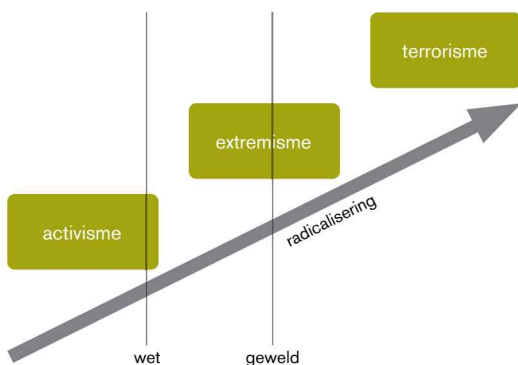 terrorisme
extremisme
activisme
radicalisering
wet
geweld